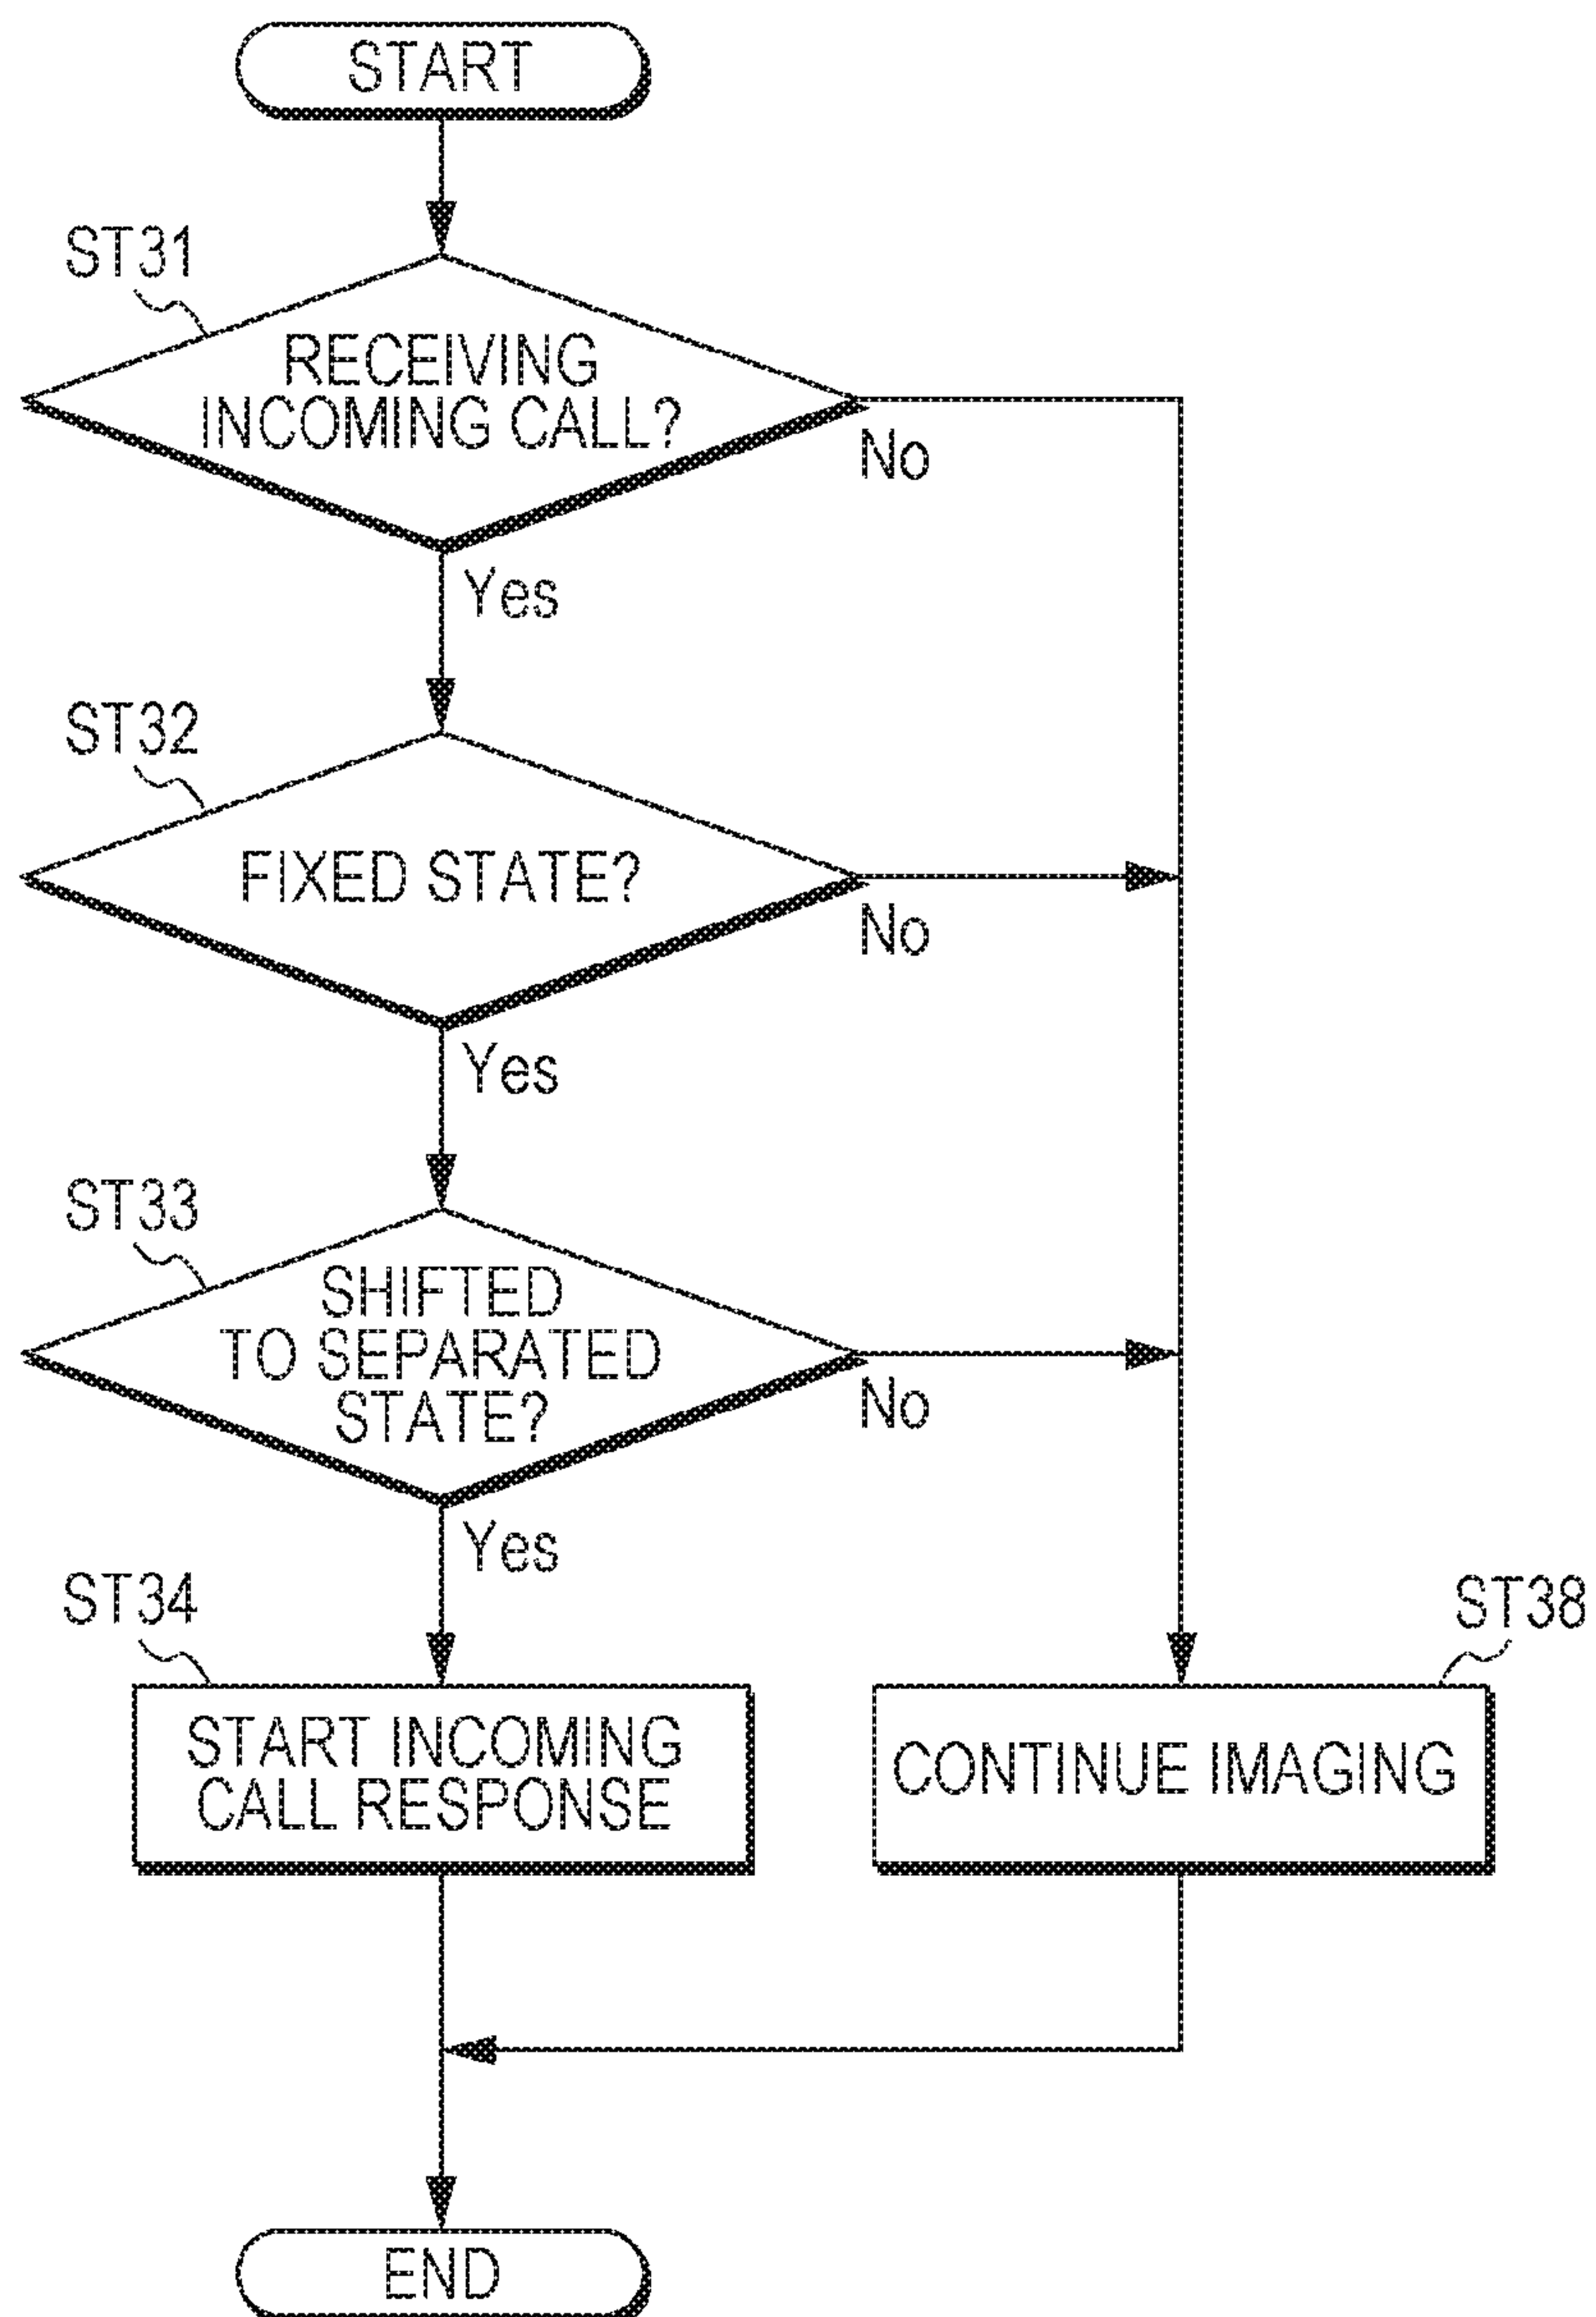 START
ST31
RECEIVING
INCOMING CALL?
No
Yes
ST32
FIXED STATE?
No
Yes
ST33
SHIFTED
TO SEPARATED
STATE?
No
Yes
ST34
START INCOMING
CALL RESPONSE
ST38
CONTINUE IMAGING
END